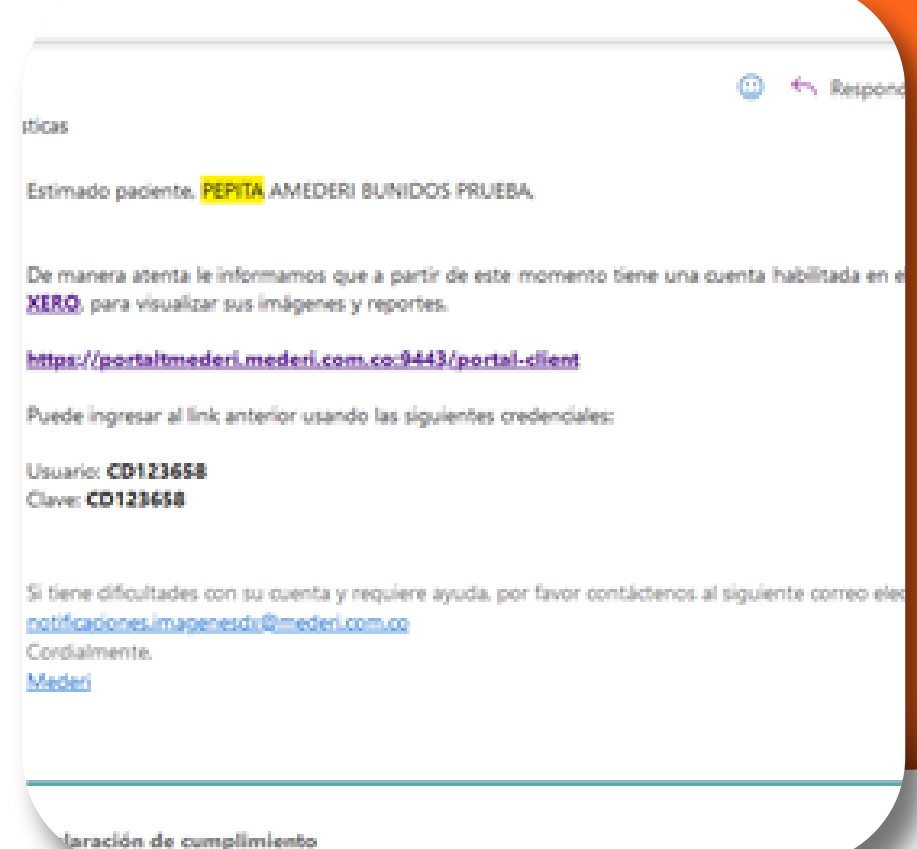 Respond
sticas
Estimado paciente, PEPITA AMEDERI BUNIDOS PRUEBA,
De manera atenta le informamos que a partir de este momento tiene una cuenta habilitada en e
XERO, para visualizar sus imágenes y reportes.
https://portaltmederi.mederi.com.co:9443/portal-client
Puede ingresar al link anterior usando las siguientes credenciales:
Usuario: CD123658
Clave: CD123658
Si tiene dificultades con su cuenta y requiere ayuda, por favor contáctenos al siguiente correo elec
notificaciones.imagenesdx@mederi.com.co
Cordialmente,
Mederi
laración de cumplimiento